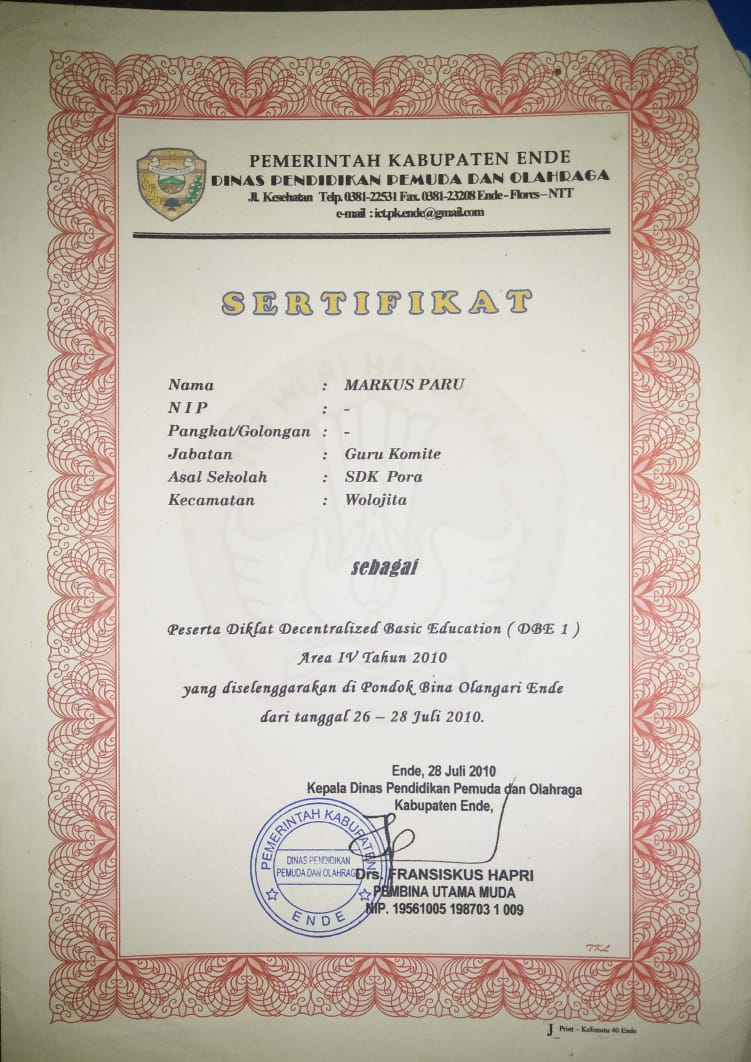 PEMERINTAH KABUPATEN ENDE
DINAS PENDIDIKAN PEMUDA DAN OLAHRAGA
Jl. Kesehatan Telp. 0381-22531 Fax. 0381-23208 Ende - Flores – NTT
e-mail : ict.pk.ende@gmail.com
SERTIFIKAT
Nama : MARKUS PARU
N I P : -
Pangkat/Golongan : -
Jabatan : Guru Komite
Asal Sekolah : SDK Pora
Kecamatan : Wolojita
sebagai
Peserta Diklat Decentralized Basic Education ( DBE 1 )
Area IV Tahun 2010
yang diselenggarakan di Pondok Bina Olangari Ende
dari tanggal 26 – 28 Juli 2010.
Ende, 28 Juli 2010
Kepala Dinas Pendidikan Pemuda dan Olahraga
Kabupaten Ende,
PEMERINTAH KABUPATEN
DINAS PENDIDIKAN
PEMUDA DAN OLAHRAGA
ENDE
Drs. FRANSISKUS HAPRI
PEMBINA UTAMA MUDA
NIP. 19561005 198703 1 009
TKL
J_ Print – Kelimutu 40 Ende